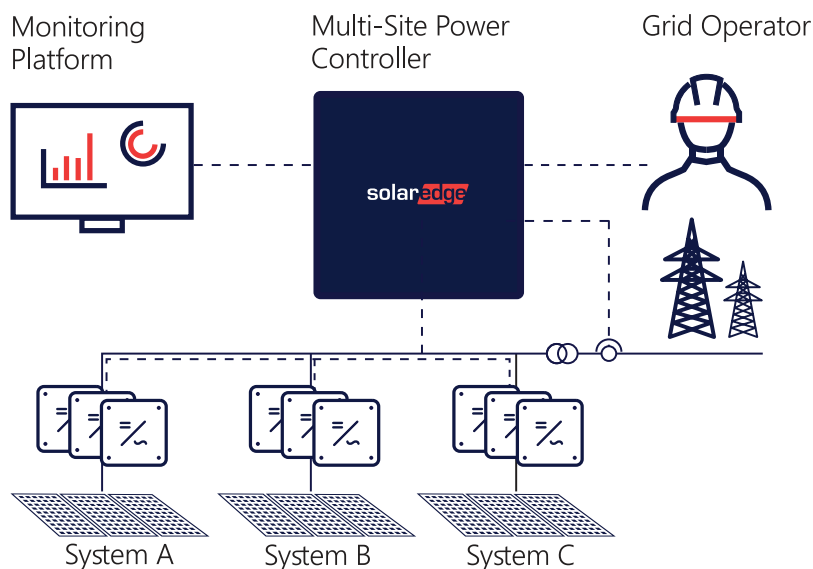 Monitoring
Platform
Multi-Site Power
Controller
Grid Operator
solaredge
System A
System B
System C